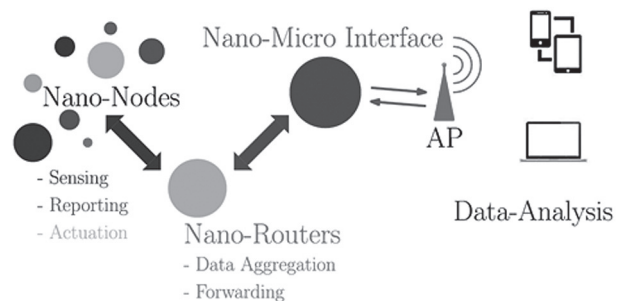 Nano-Micro Interface
Nano-Nodes
AP
- Sensing
- Reporting
- Actuation
Nano-Routers
- Data Aggregation
- Forwarding
Data-Analysis